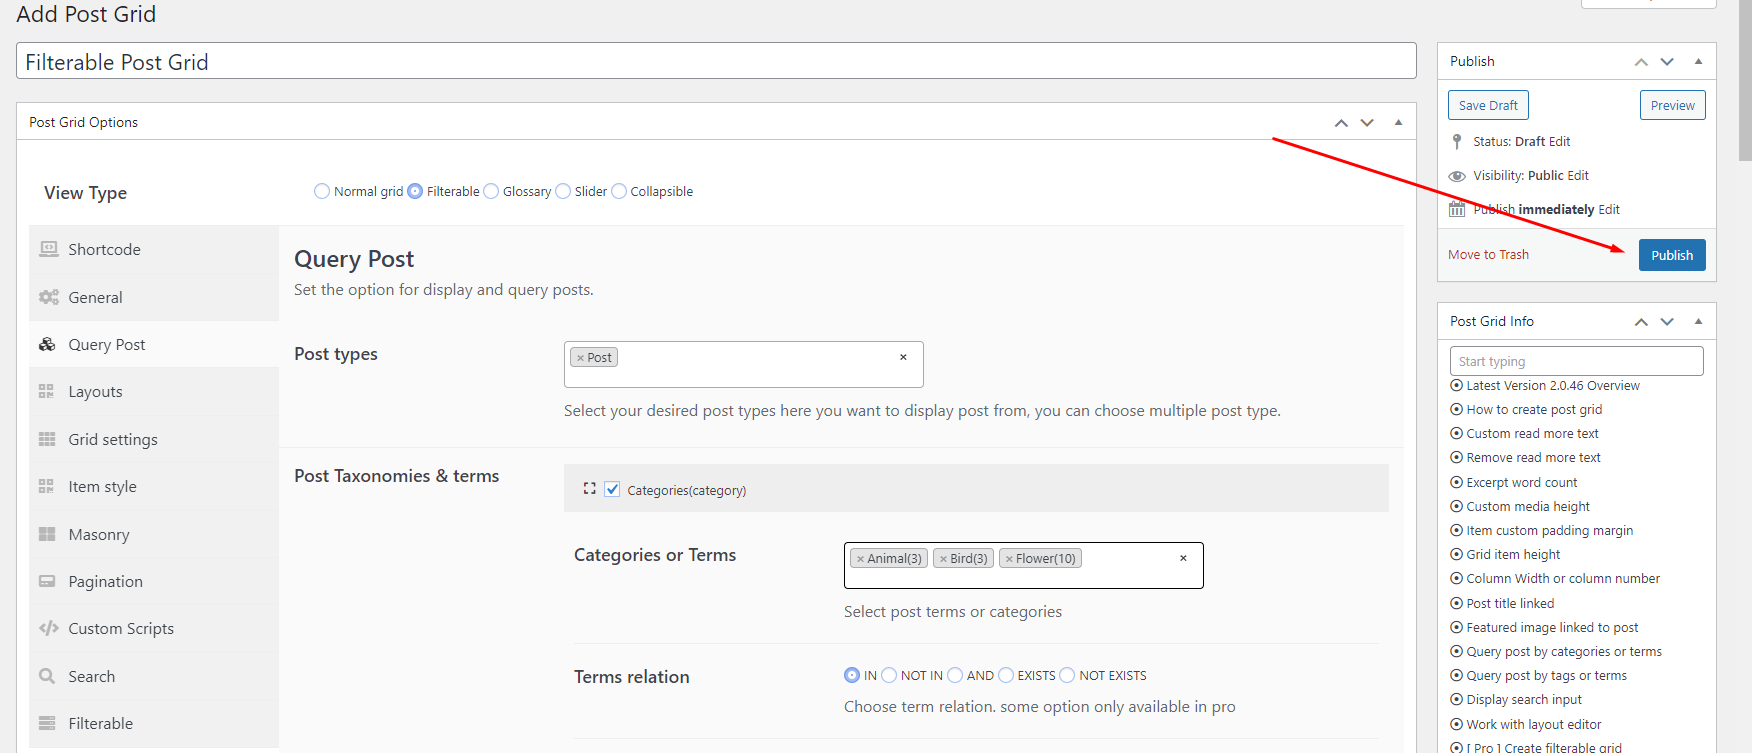 Add Post Grid
Filterable Post Grid
Post Grid Options
View Type
Normal grid Filterable Glossary Slider Collapsible
Shortcode
General
Query Post
Layouts
Grid settings
Item style
Masonry
Pagination
Custom Scripts
Search
Filterable
Query Post
Set the option for display and query posts.
Post types
× Post ×
Select your desired post types here you want to display post from, you can choose multiple post type.
Post Taxonomies & terms
Categories(category)
Categories or Terms
× Animal(3) × Bird(3) × Flower(10) ×
Select post terms or categories
Terms relation
IN NOT IN AND EXISTS NOT EXISTS
Choose term relation. some option only available in pro
Publish
Save Draft Preview
Status: Draft Edit
Visibility: Public Edit
Publish immediately Edit
Move to Trash Publish
Post Grid Info
Start typing
Latest Version 2.0.46 Overview
How to create post grid
Custom read more text
Remove read more text
Excerpt word count
Custom media height
Item custom padding margin
Grid item height
Column Width or column number
Post title linked
Featured image linked to post
Query post by categories or terms
Query post by tags or terms
Display search input
Work with layout editor
[ Pro ] Create filterable grid